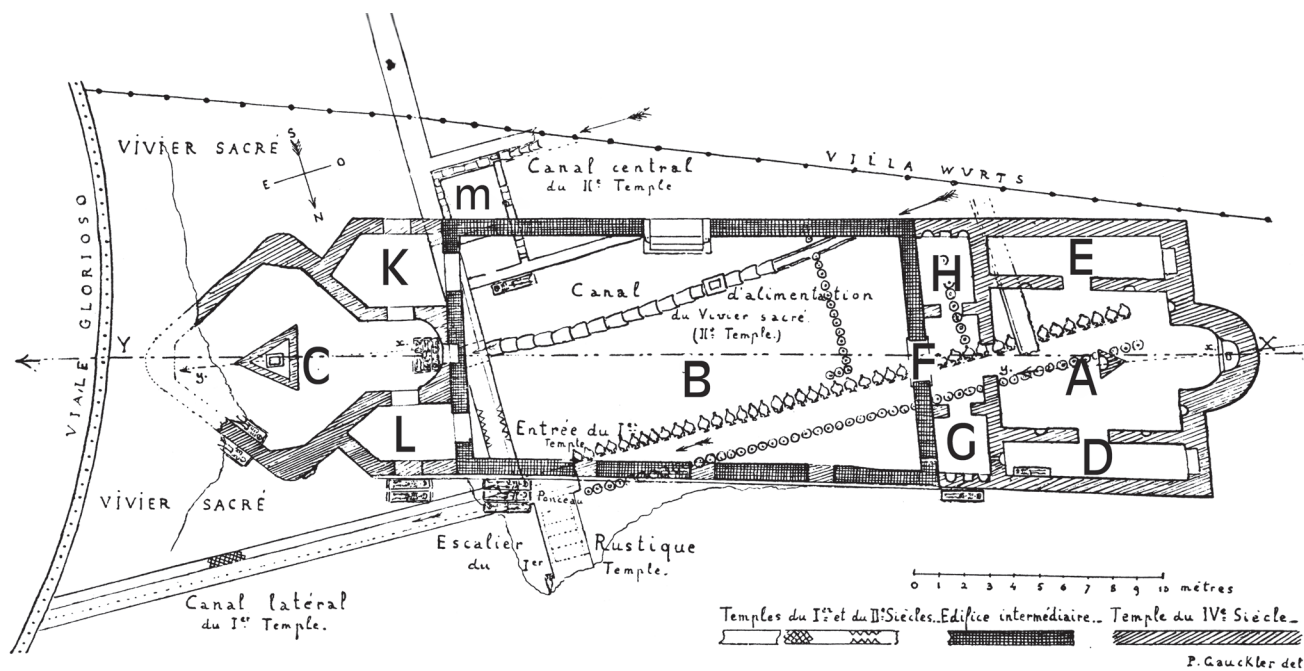 VIVIER SACRÉ
S
O
E
N
Canal central
du IIe. Temple
VILLA WURTS
m
K
E
H
Canal d'alimentation
du Vivier sacré
(IIe. Temple.)
VIALE GLORIOSO
Y
C
x
y.
B
F
y.
A
x
a
X
L
Entrée du Ier
Temple
G
D
VIVIER SACRÉ
Ponceau
Escalier Rustique
du Ier Temple.
Canal latéral
du Ier Temple.
0 1 2 3 4 5 6 7 8 9 10 mètres
Temples du Ier et du IIe Siècles.. Edifice intermédiaire.. Temple du IVe Siècle_
P. Gauckler del